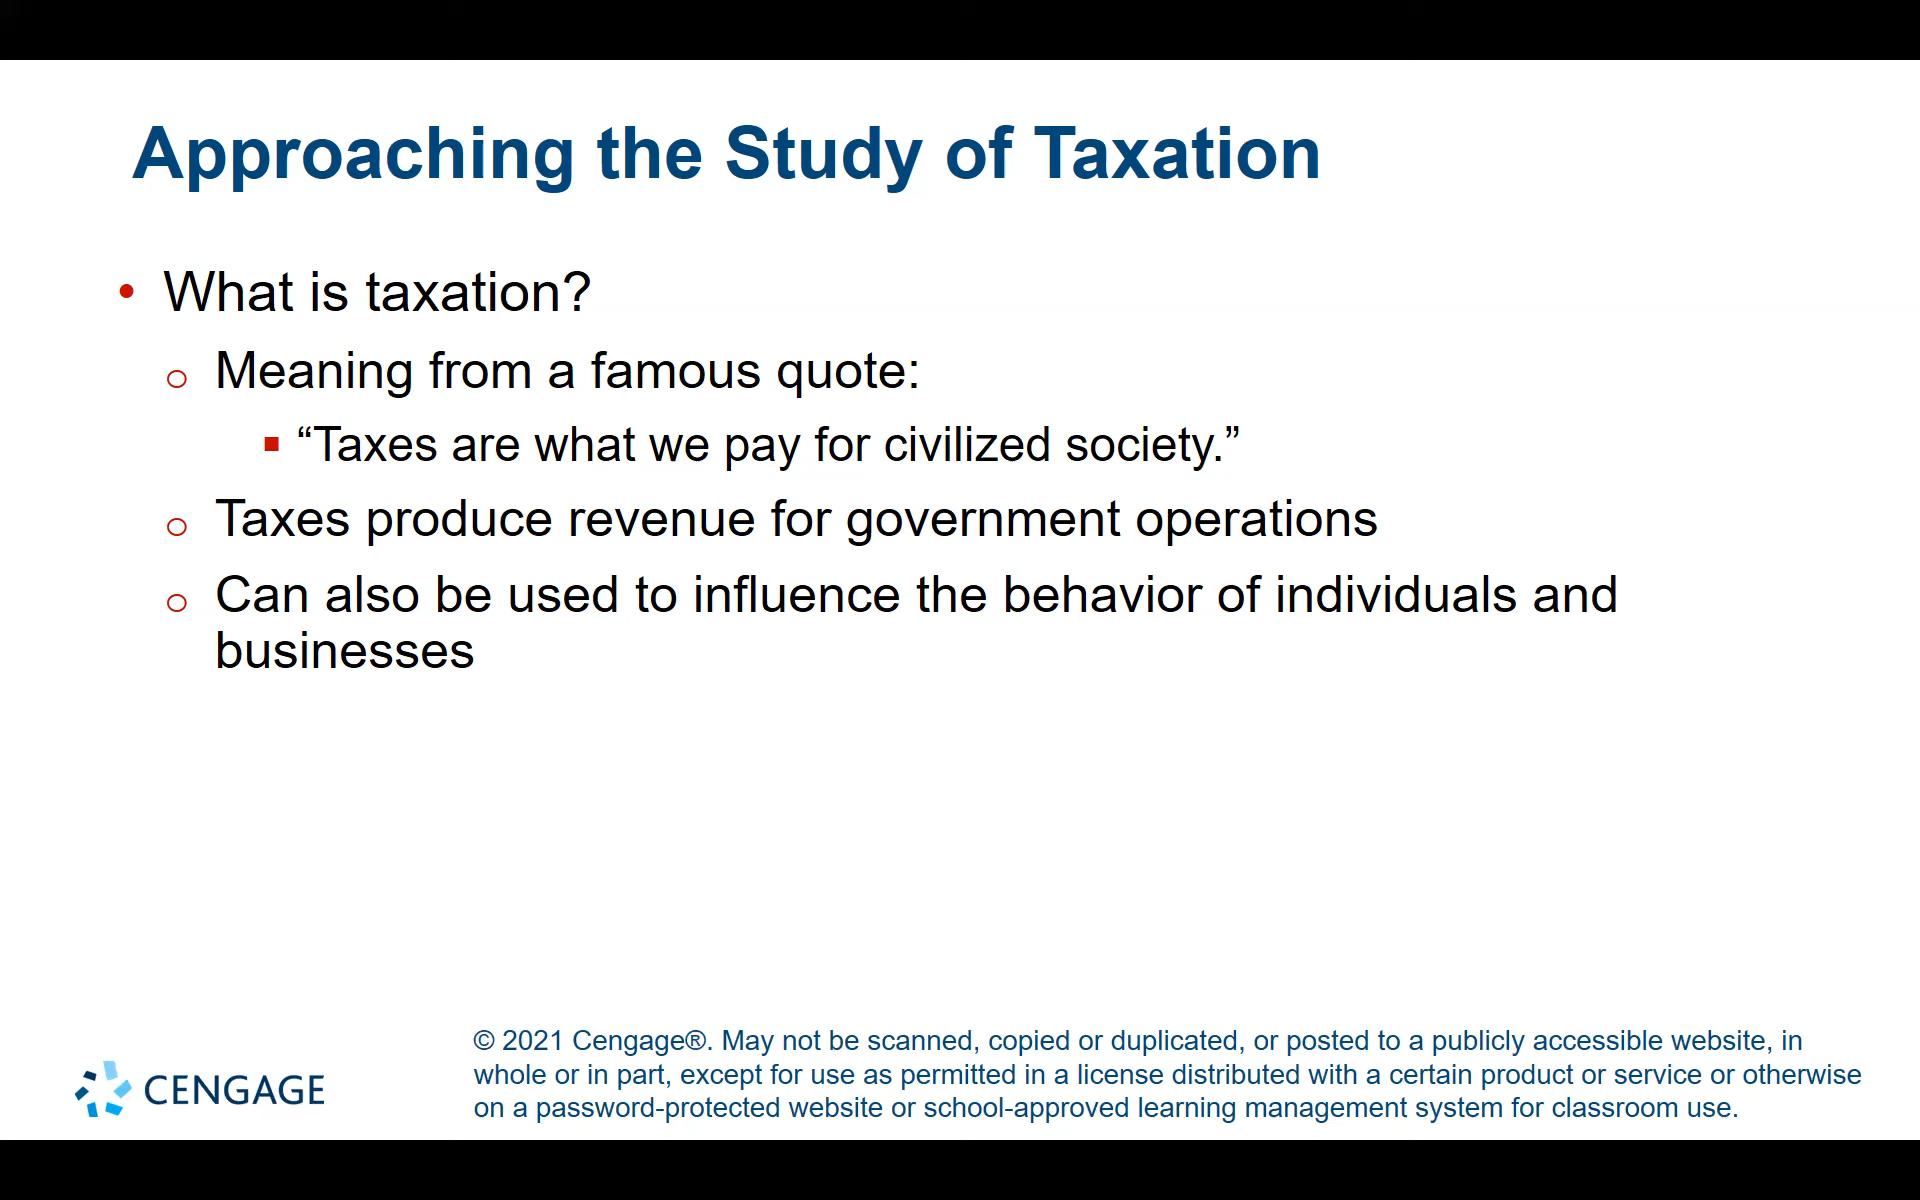 Approaching the Study of Taxation
• What is taxation?
o Meaning from a famous quote:
▪ “Taxes are what we pay for civilized society.”
o Taxes produce revenue for government operations
o Can also be used to influence the behavior of individuals and
businesses
CENGAGE
© 2021 Cengage®. May not be scanned, copied or duplicated, or posted to a publicly accessible website, in
whole or in part, except for use as permitted in a license distributed with a certain product or service or otherwise
on a password-protected website or school-approved learning management system for classroom use.